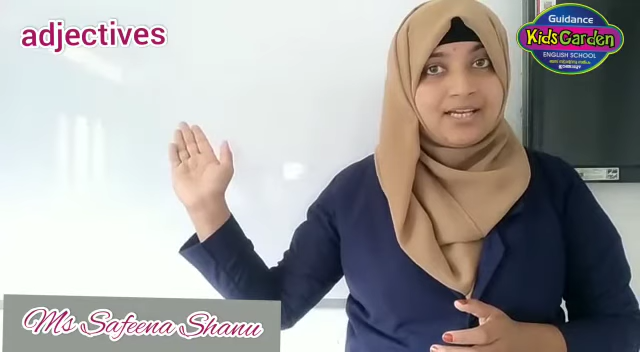 adjectives
Guidance
Kids Garden
ENGLISH SCHOOL
Ms Safeena Shanu